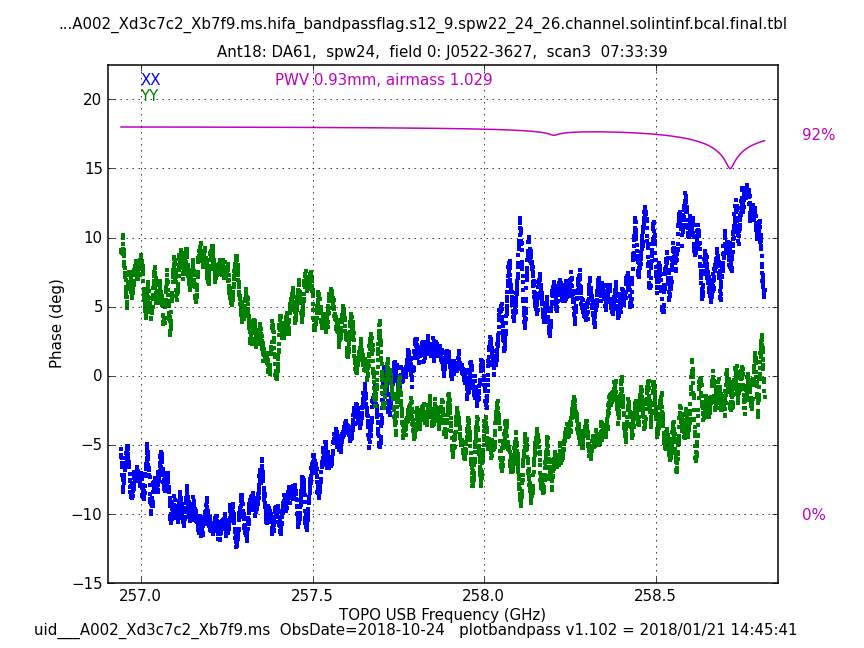 ...A002_Xd3c7c2_Xb7f9.ms.hifa_bandpassflag.s12_9.spw22_24_26.channel.solintinf.bcal.final.tbl
Ant18: DA61, spw24, field 0: J0522-3627, scan3 07:33:39
XX
PWV 0.93mm, airmass 1.029
YY
20
92%
15
10
5
Phase (deg)
0
−5
−10
0%
−15
257.0 257.5 258.0 258.5
TOPO USB Frequency (GHz)
uid___A002_Xd3c7c2_Xb7f9.ms ObsDate=2018-10-24 plotbandpass v1.102 = 2018/01/21 14:45:41